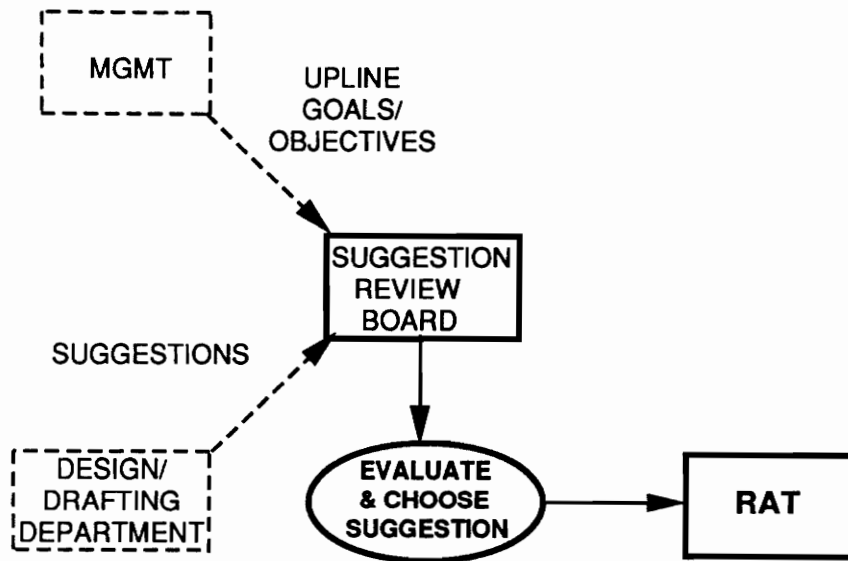 MGMT
UPLINE
GOALS/
OBJECTIVES
SUGGESTION
REVIEW
BOARD
SUGGESTIONS
DESIGN/
DRAFTING
DEPARTMENT
EVALUATE
& CHOOSE
SUGGESTION
RAT